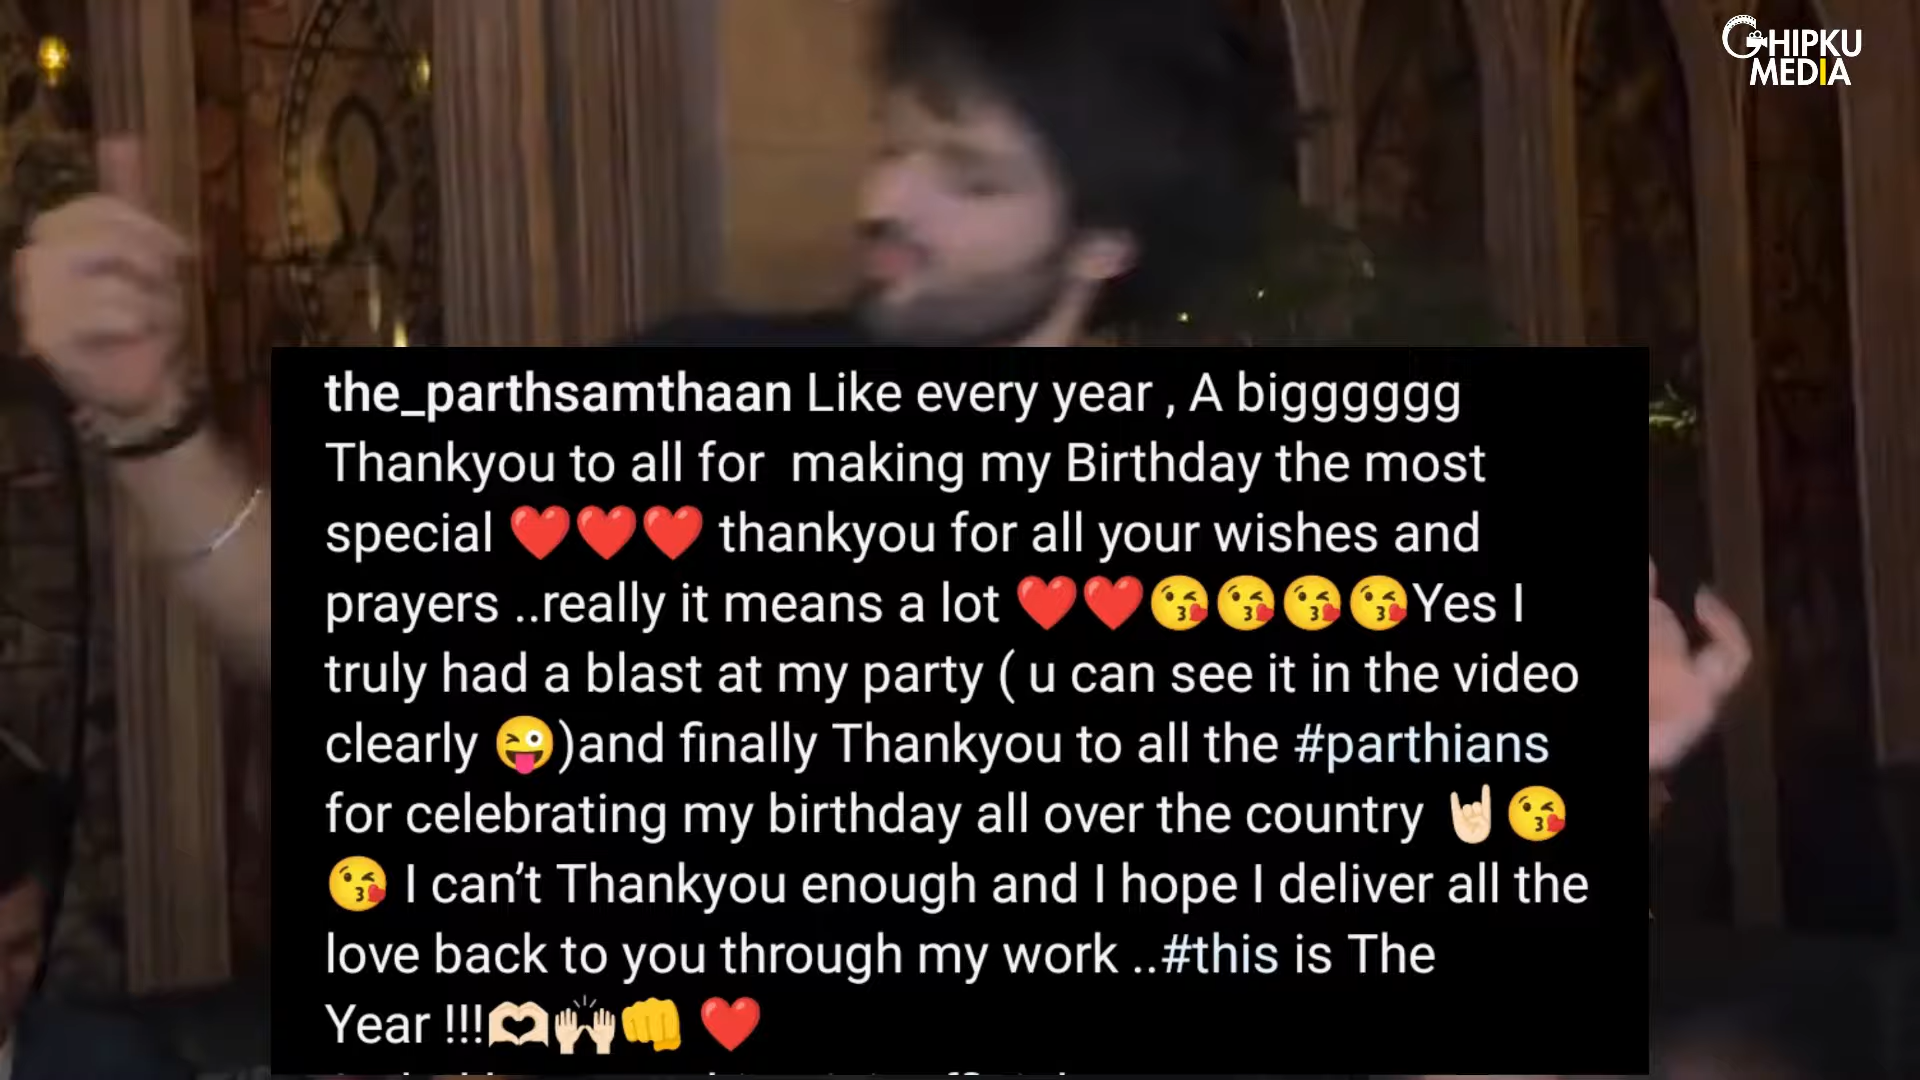 CHIPKU
MEDIA
the_parthsamthaan Like every year , A bigggggg
Thankyou to all for  making my Birthday the most
special ❤️❤️❤️ thankyou for all your wishes and
prayers ..really it means a lot ❤️❤️😘😘😘😘Yes I
truly had a blast at my party ( u can see it in the video
clearly 😜)and finally Thankyou to all the #parthians
for celebrating my birthday all over the country 🤘🏻😘
😘 I can’t Thankyou enough and I hope I deliver all the
love back to you through my work ..#this is The
Year !!!🫶🏻🙌🏻👊 ❤️